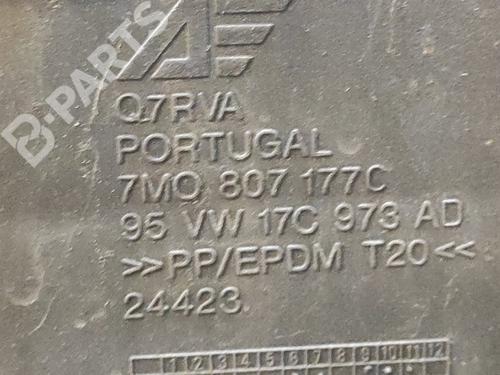 B-PARTS
Q7RVA
PORTUGAL
7M0 807 177C
95 VW 17C 973 AD
>>PP/EPDM T20<<
24423.
1 2 3 4 5 6 7 8 9 10 11 12